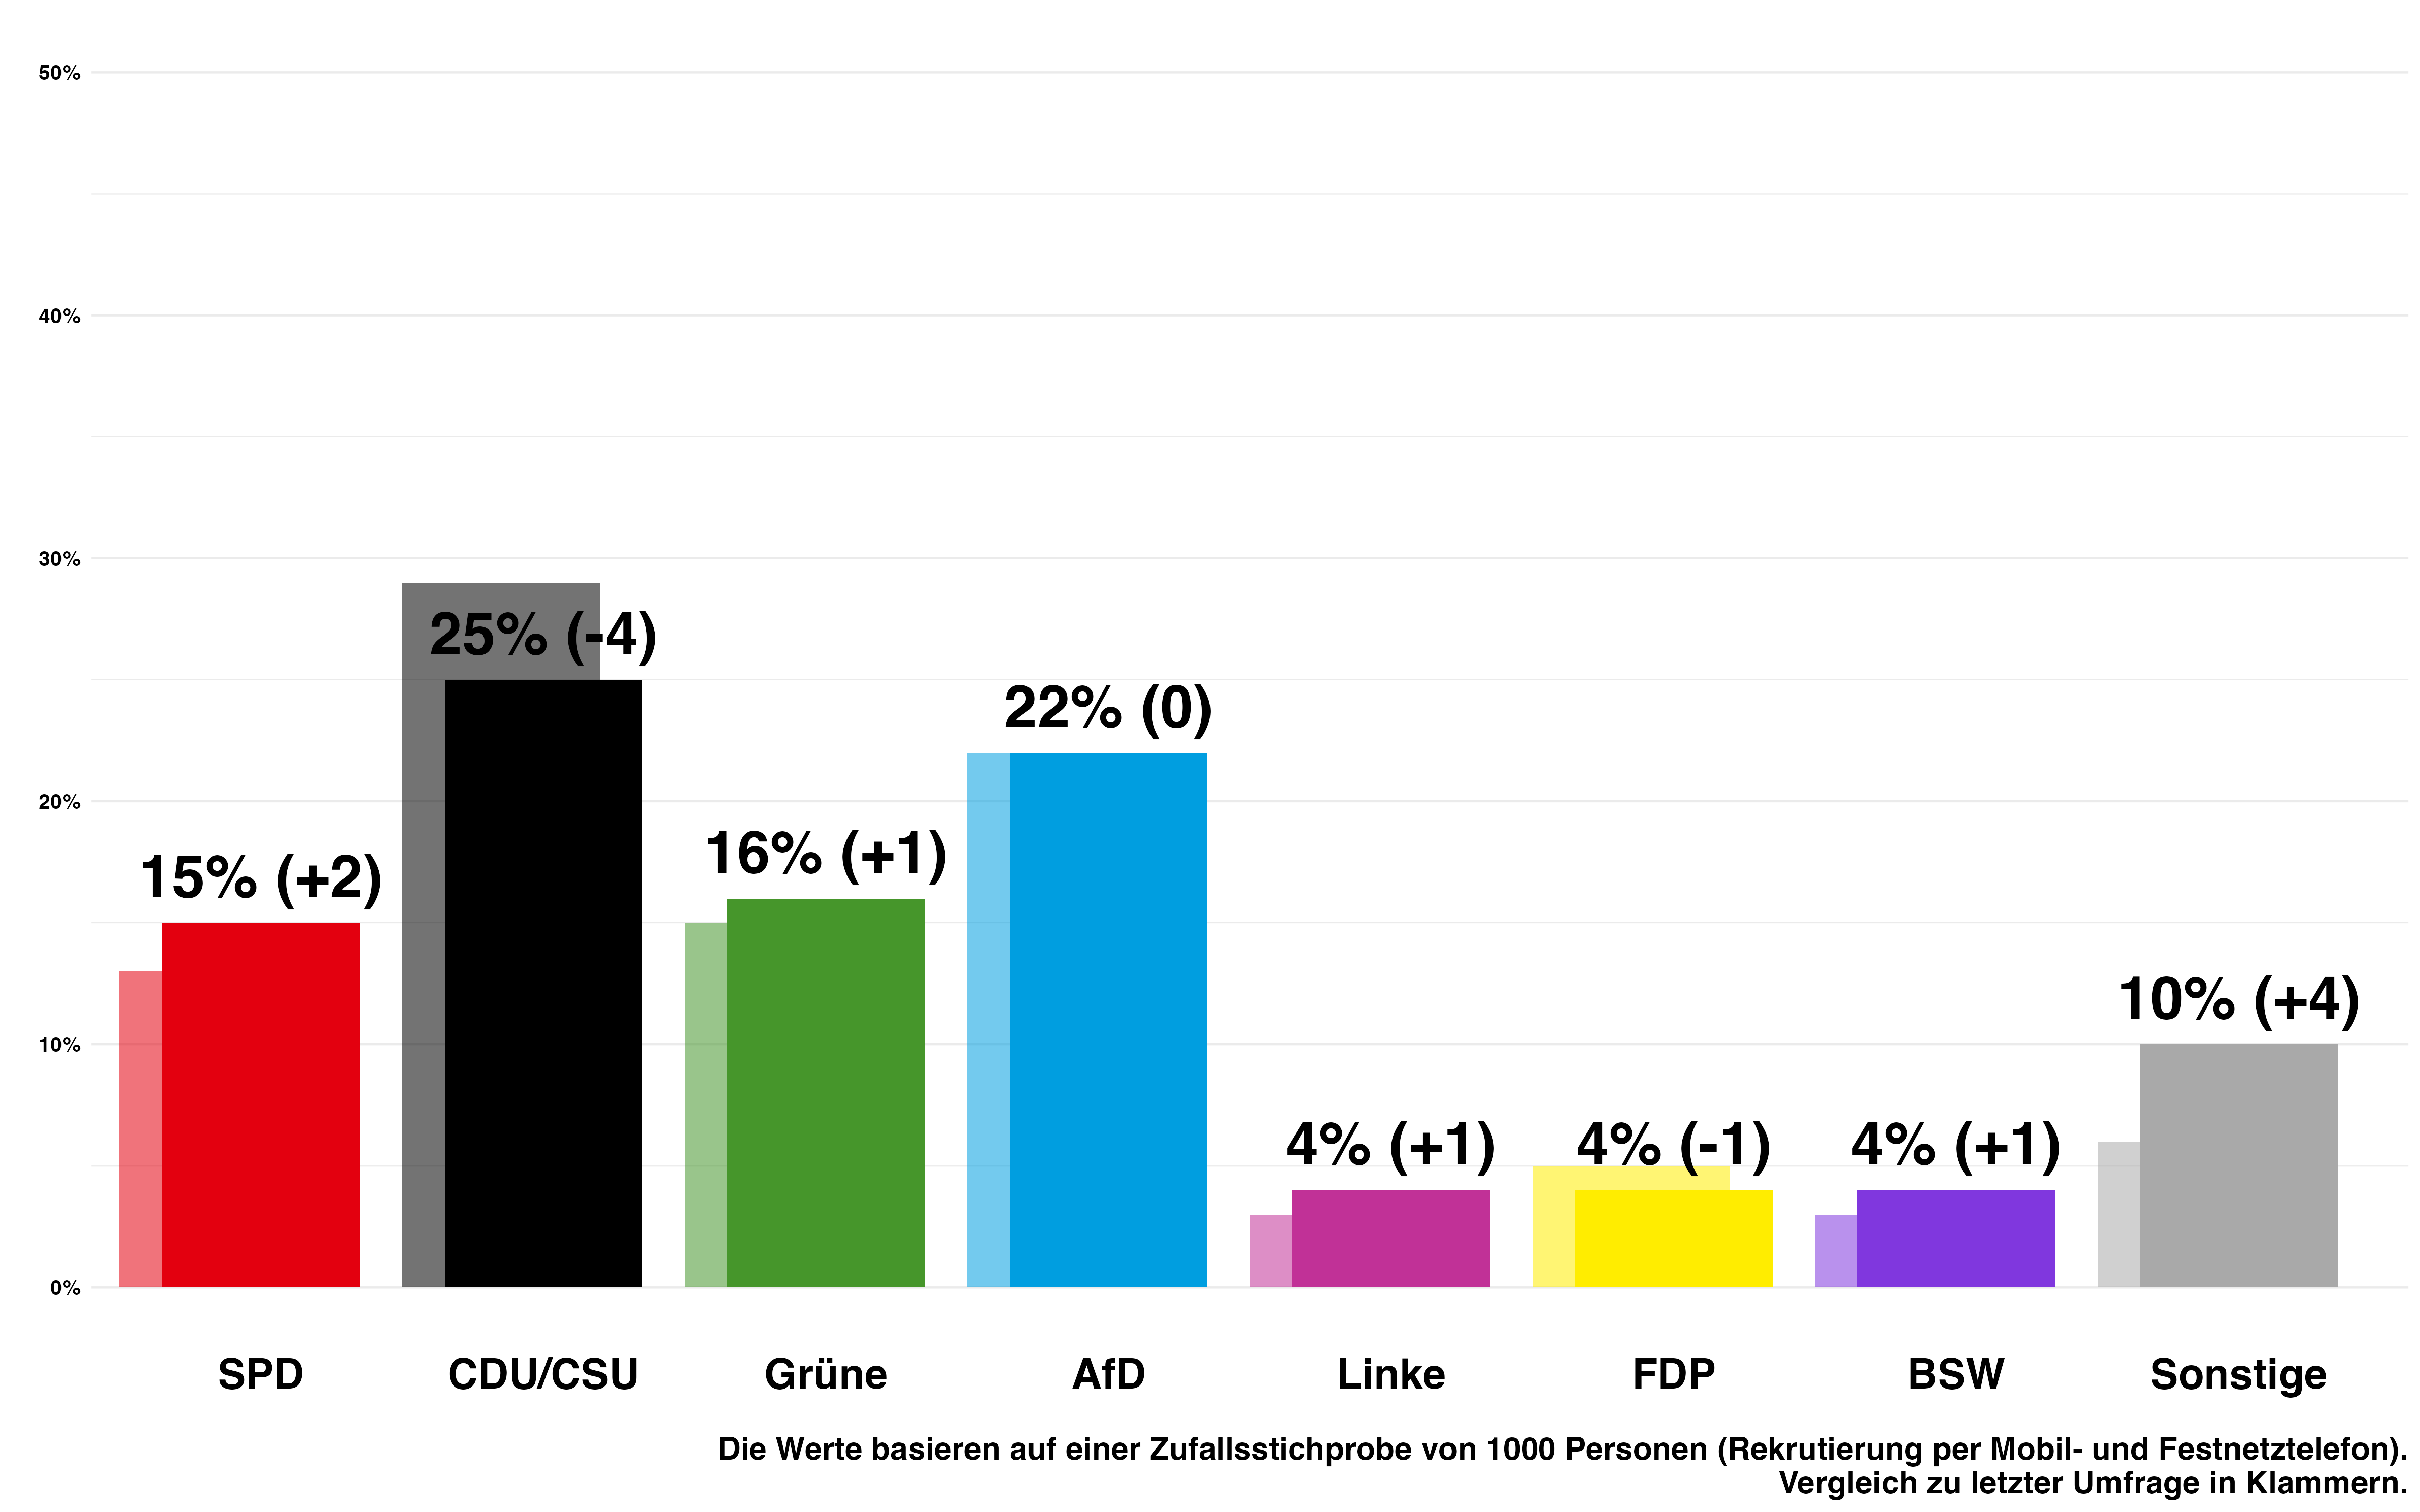 50%
40%
30%
20%
10%
0%
15% (+2)
25% (-4)
16% (+1)
22% (0)
4% (+1)
4% (-1)
4% (+1)
10% (+4)
SPD
CDU/CSU
Grüne
AfD
Linke
FDP
BSW
Sonstige
Die Werte basieren auf einer Zufallsstichprobe von 1000 Personen (Rekrutierung per Mobil- und Festnetztelefon).
Vergleich zu letzter Umfrage in Klammern.